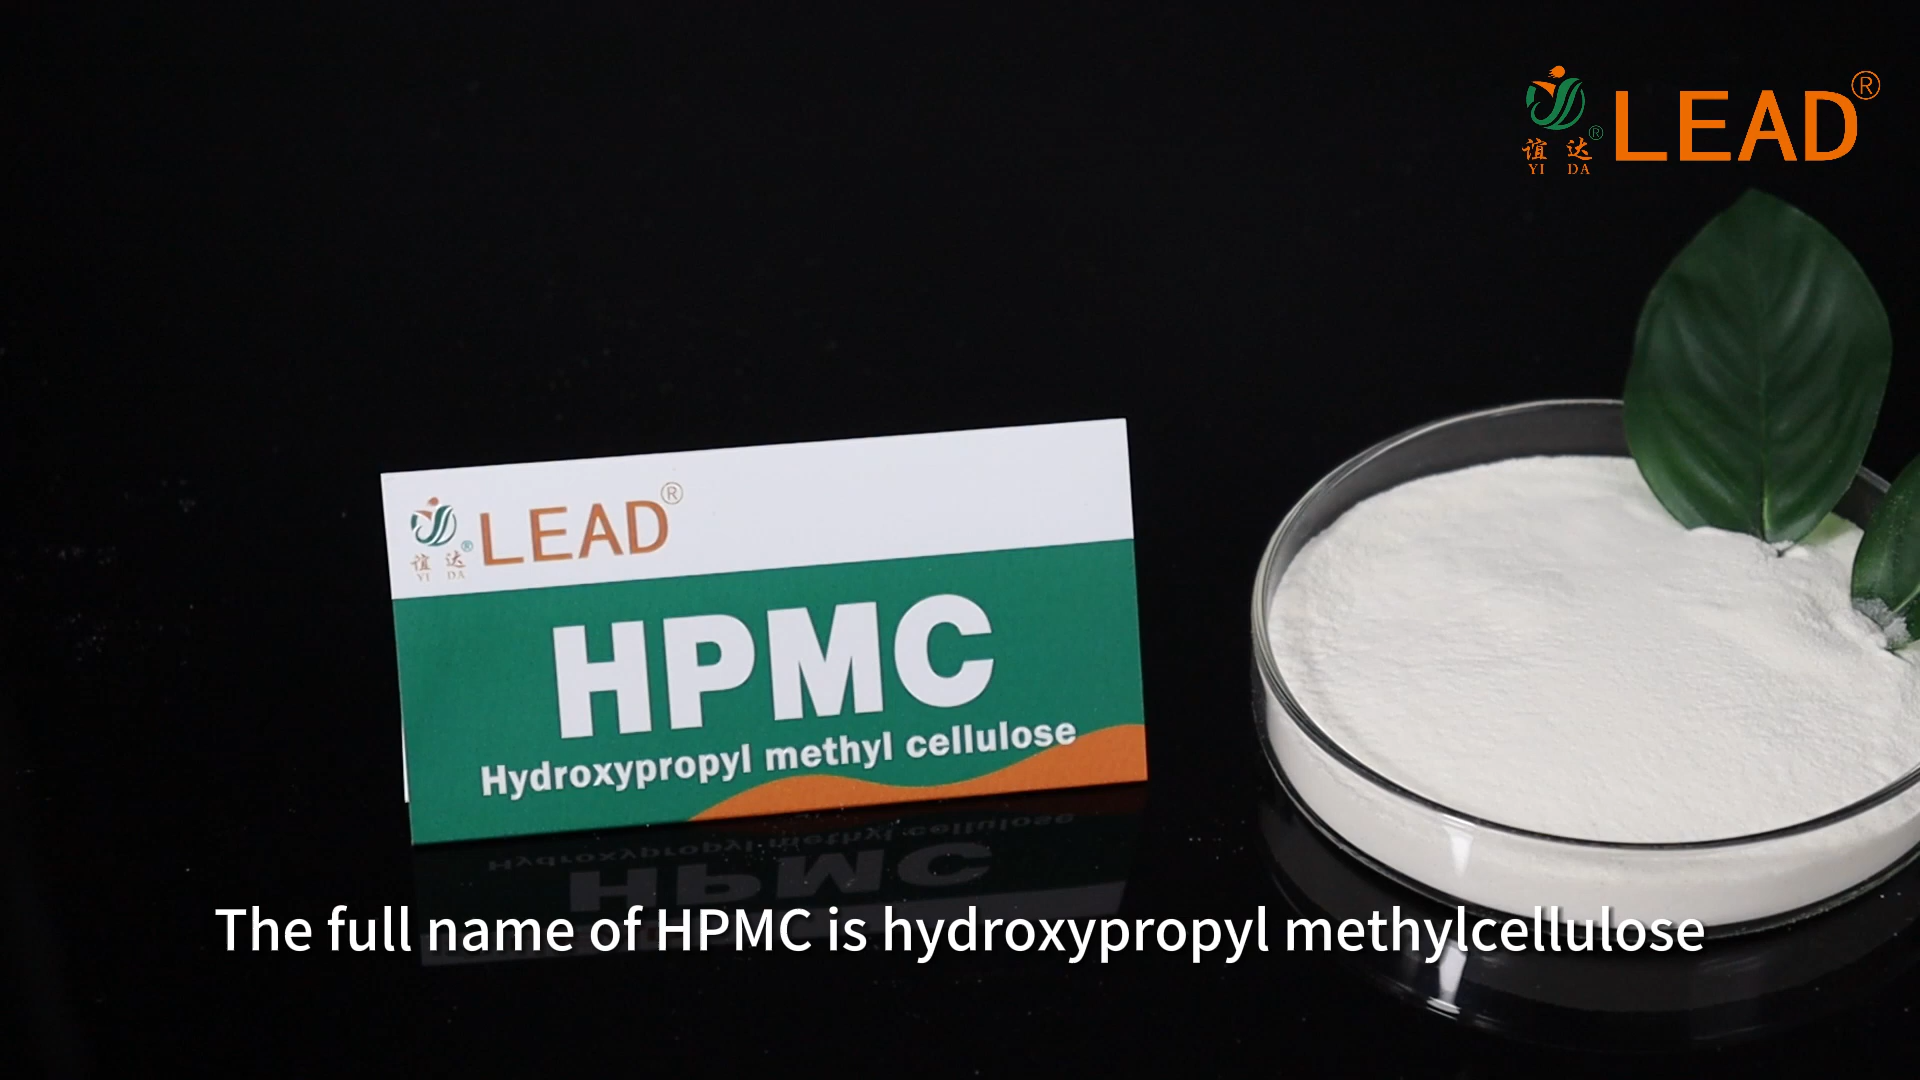 LEAD®
谊 达®
YI DA
LEAD®
谊 达®
YI DA
HPMC
Hydroxypropyl methyl cellulose
The full name of HPMC is hydroxypropyl methylcellulose